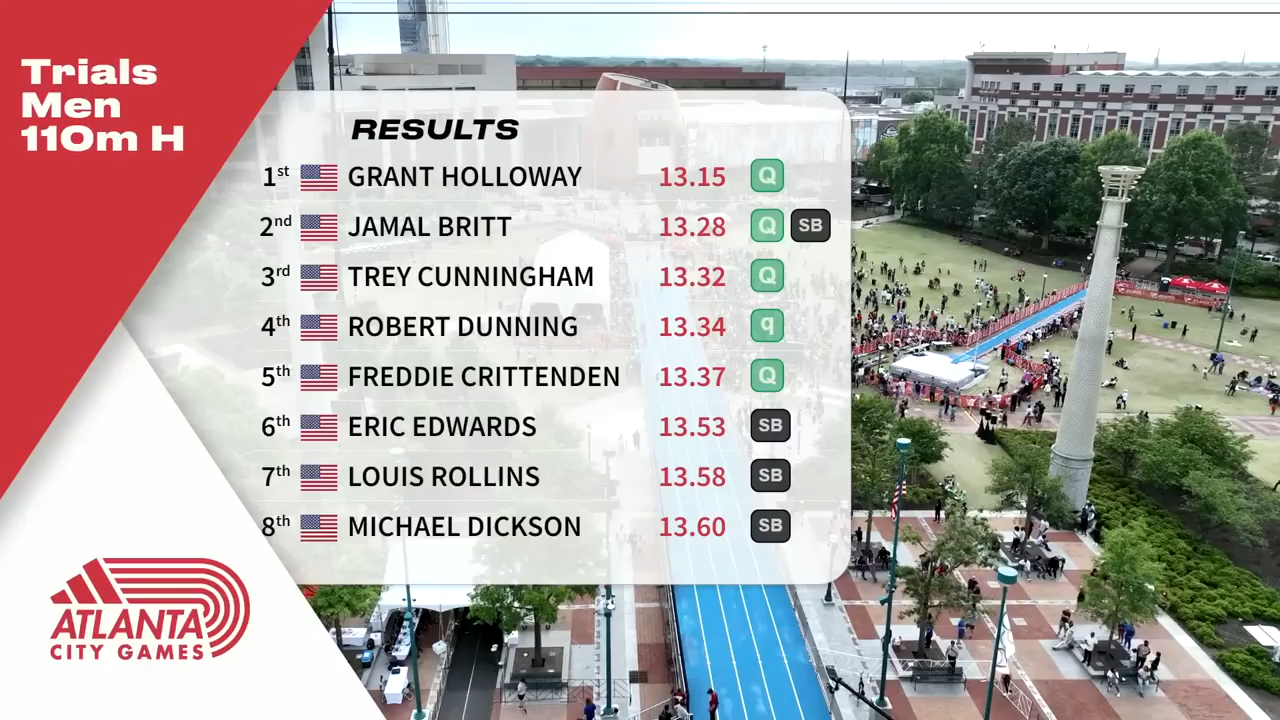 Trials
Men
110m H
RESULTS
1st GRANT HOLLOWAY 13.15 Q
2nd JAMAL BRITT 13.28 Q SB
3rd TREY CUNNINGHAM 13.32 Q
4th ROBERT DUNNING 13.34 q
5th FREDDIE CRITTENDEN 13.37 Q
6th ERIC EDWARDS 13.53 SB
7th LOUIS ROLLINS 13.58 SB
8th MICHAEL DICKSON 13.60 SB
ATLANTA
CITY GAMES